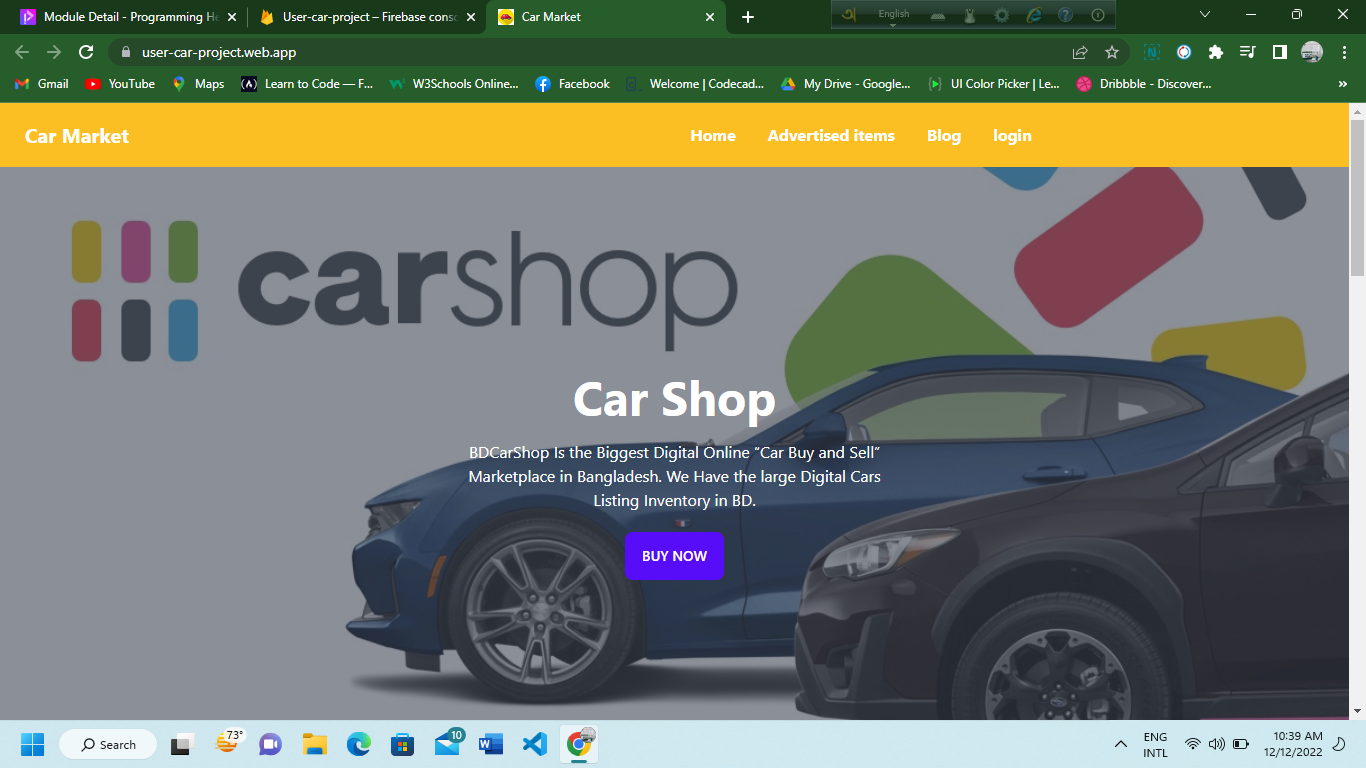 Module Detail - Programming He
User-car-project – Firebase conso
Car Market
English
user-car-project.web.app
Gmail
YouTube
Maps
Learn to Code — F...
W3Schools Online...
Facebook
Welcome | Codecad...
My Drive - Google...
UI Color Picker | Le...
Dribbble - Discover...
»
Car Market
Home
Advertised items
Blog
login
carshop
Car Shop
BDCarShop Is the Biggest Digital Online “Car Buy and Sell”
Marketplace in Bangladesh. We Have the large Digital Cars
Listing Inventory in BD.
BUY NOW
Search
73°
10
ENG
INTL
10:39 AM
12/12/2022